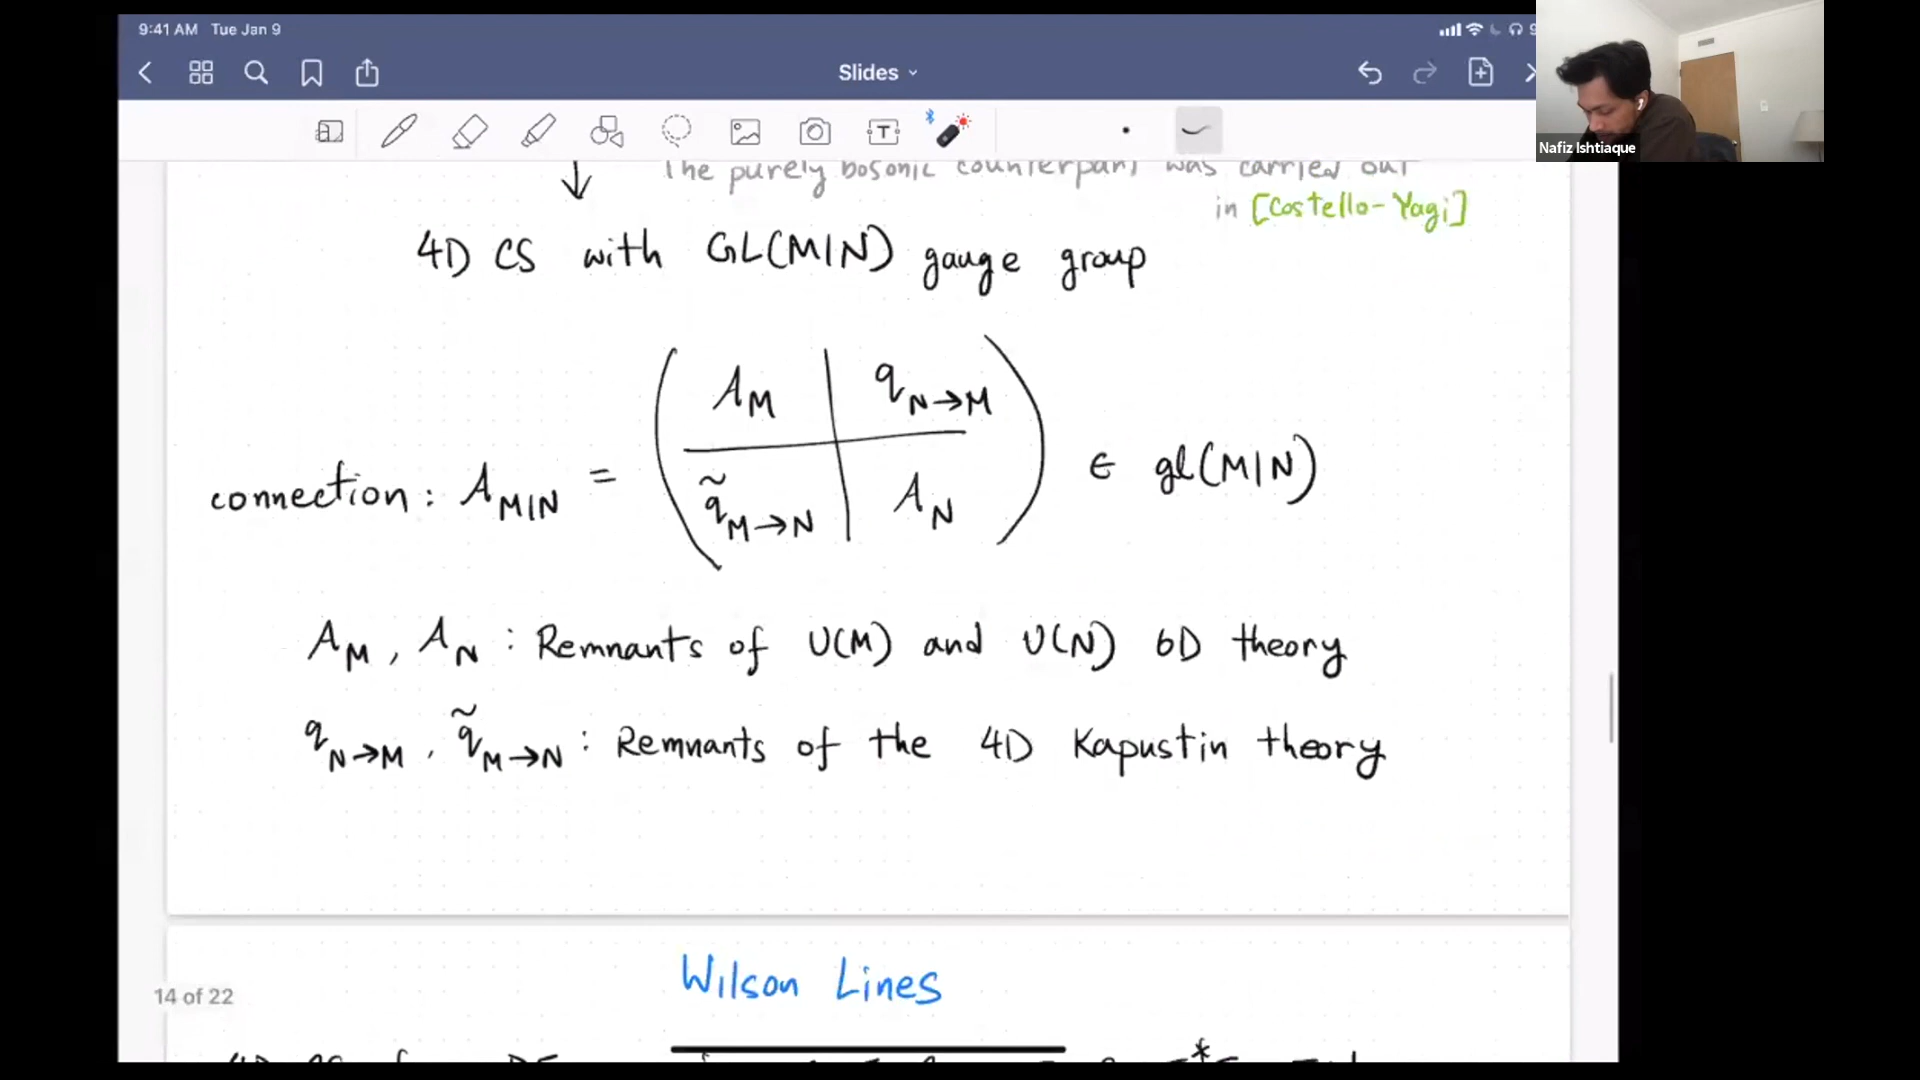 9:41 AM Tue Jan 9
Slides
T
The purely bosonic counterpart was carried out
in [Costello-Yagi]
4D CS with GL(M|N) gauge group
connection: A_{M|N} = ( A_M | q_{N→M} / q̃_{M→N} | A_N ) ∈ gl(M|N)
A_M, A_N : Remnants of U(M) and U(N) 6D theory
q_{N→M}, q̃_{M→N} : Remnants of the 4D Kapustin theory
Wilson Lines
14 of 22
Nafiz Ishtiaque